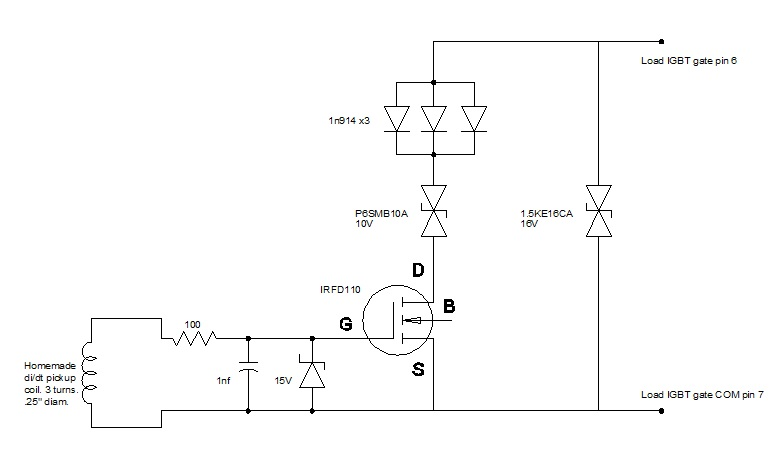 Load IGBT gate pin 6
1n914 x3
P6SMB10A
10V
1.5KE16CA
16V
D
IRFD110
B
G
100
S
Homemade
di/dt pickup
coil. 3 turns.
.25" diam.
1nf
15V
Load IGBT gate COM pin 7